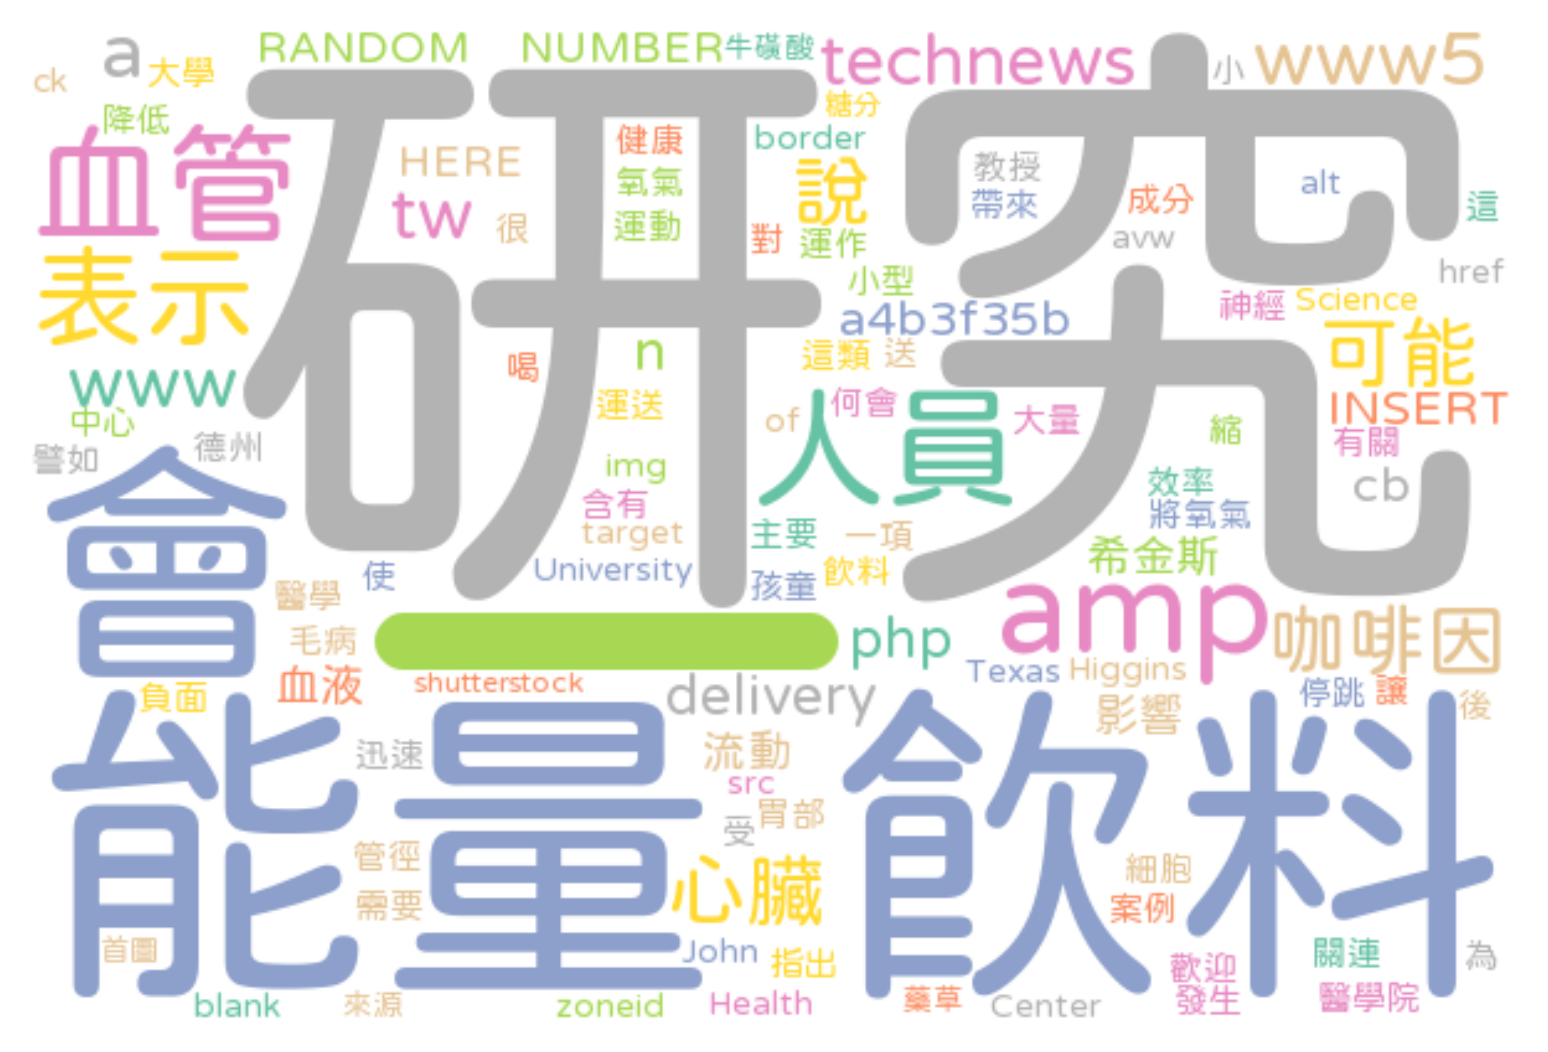 RANDOM NUMBER 牛磺酸 technews 小 www5
ck a 大學 糖分
降低 健康 border 教授 alt
血管 HERE 氧氣 說 帶來 成分 這
tw 很 運動 對 運作 avw
表示 小型 神經 Science href
研究
www 喝 n a4b3f35b 可能
中心 運送 這類 送 INSERT
譬如 德州 of 人員 何會 大量 縮 有關
會 img 效率 cb
含有 將氧氣
target 主要 一項 希金斯
醫學 使 University 孩童 飲料 amp
毛病 一 php 咖啡因
負面 血液 shutterstock delivery Texas Higgins 停跳 讓 後
能量飲料
迅速 流動 影響
src
管徑 受 胃部 細胞
需要 心臟 案例
首圖 John 指出 歡迎 關連 為
blank 來源 zoneid Health 藥草 Center 發生 醫學院